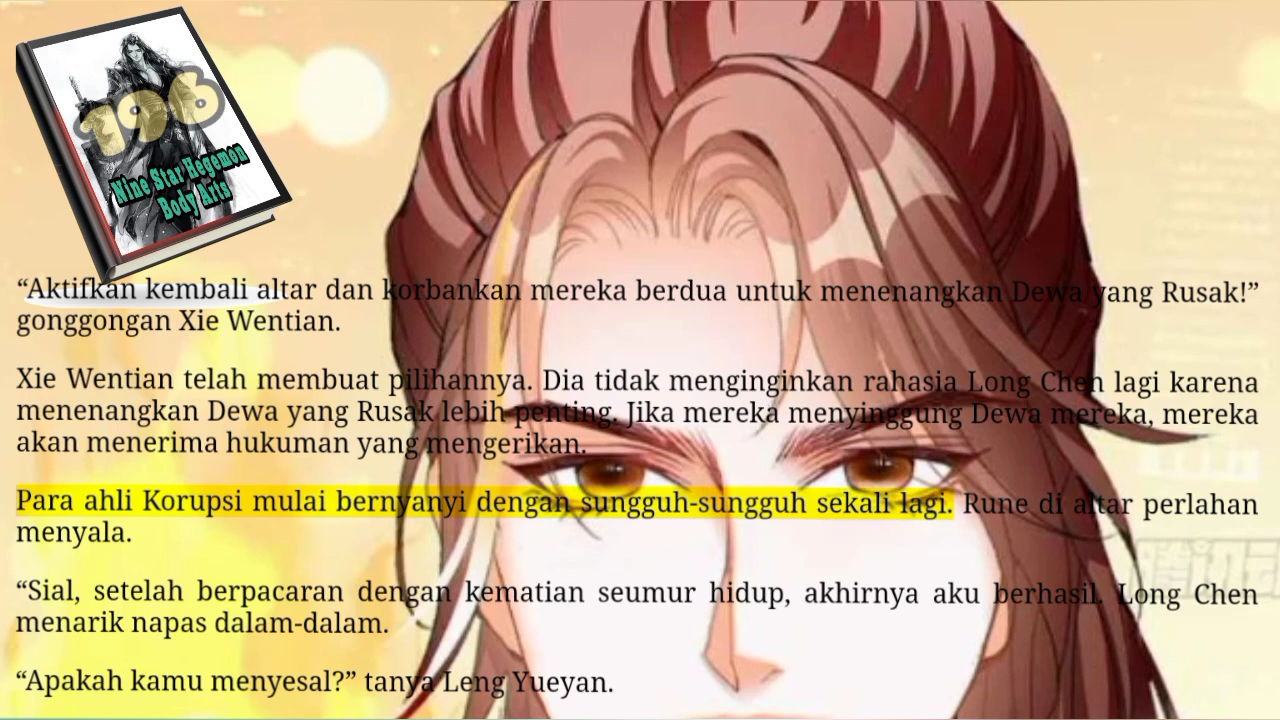 196
Nine Star Hegemon
Body Arts
“Aktifkan kembali altar dan korbankan mereka berdua untuk menenangkan Dewa yang Rusak!”
gonggongan Xie Wentian.
Xie Wentian telah membuat pilihannya. Dia tidak menginginkan rahasia Long Chen lagi karena
menenangkan Dewa yang Rusak lebih penting. Jika mereka menyinggung Dewa mereka, mereka
akan menerima hukuman yang mengerikan.
Para ahli Korupsi mulai bernyanyi dengan sungguh-sungguh sekali lagi. Rune di altar perlahan
menyala.
“Sial, setelah berpacaran dengan kematian seumur hidup, akhirnya aku berhasil. Long Chen
menarik napas dalam-dalam.
“Apakah kamu menyesal?” tanya Leng Yueyan.